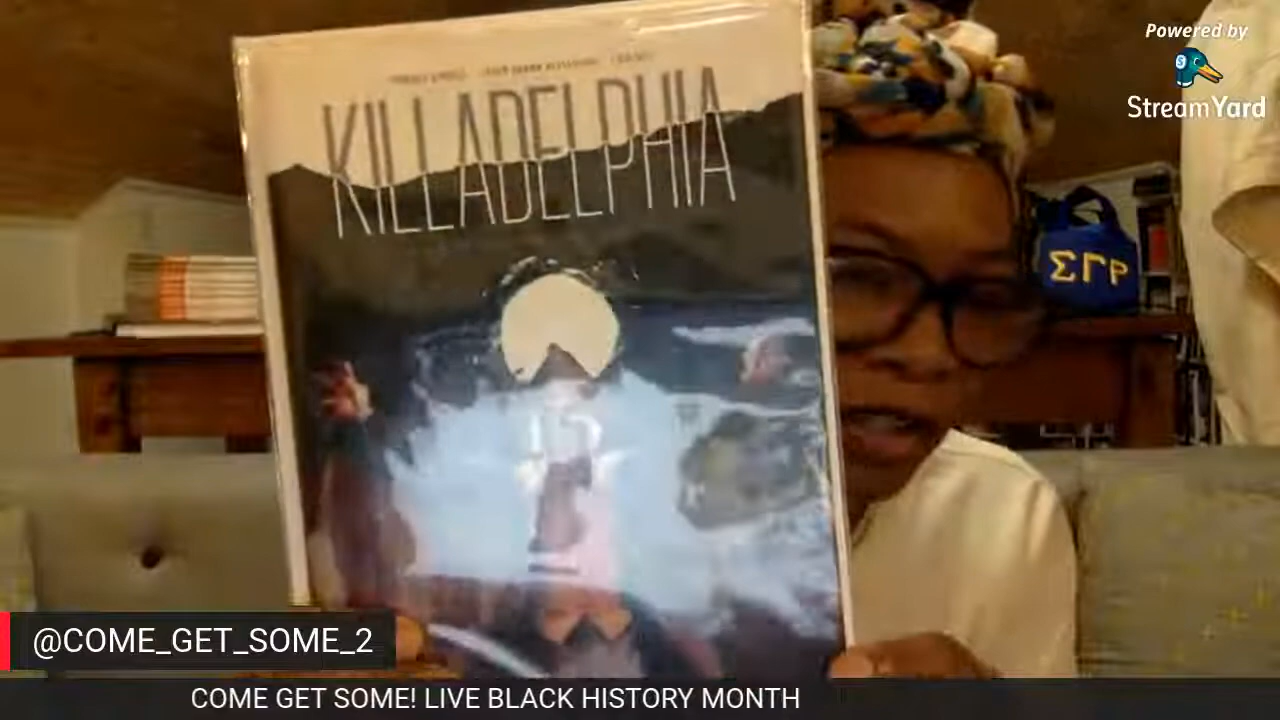 Powered by
StreamYard
KILLADELPHIA
ΣΓΡ
@COME_GET_SOME_2
COME GET SOME! LIVE BLACK HISTORY MONTH